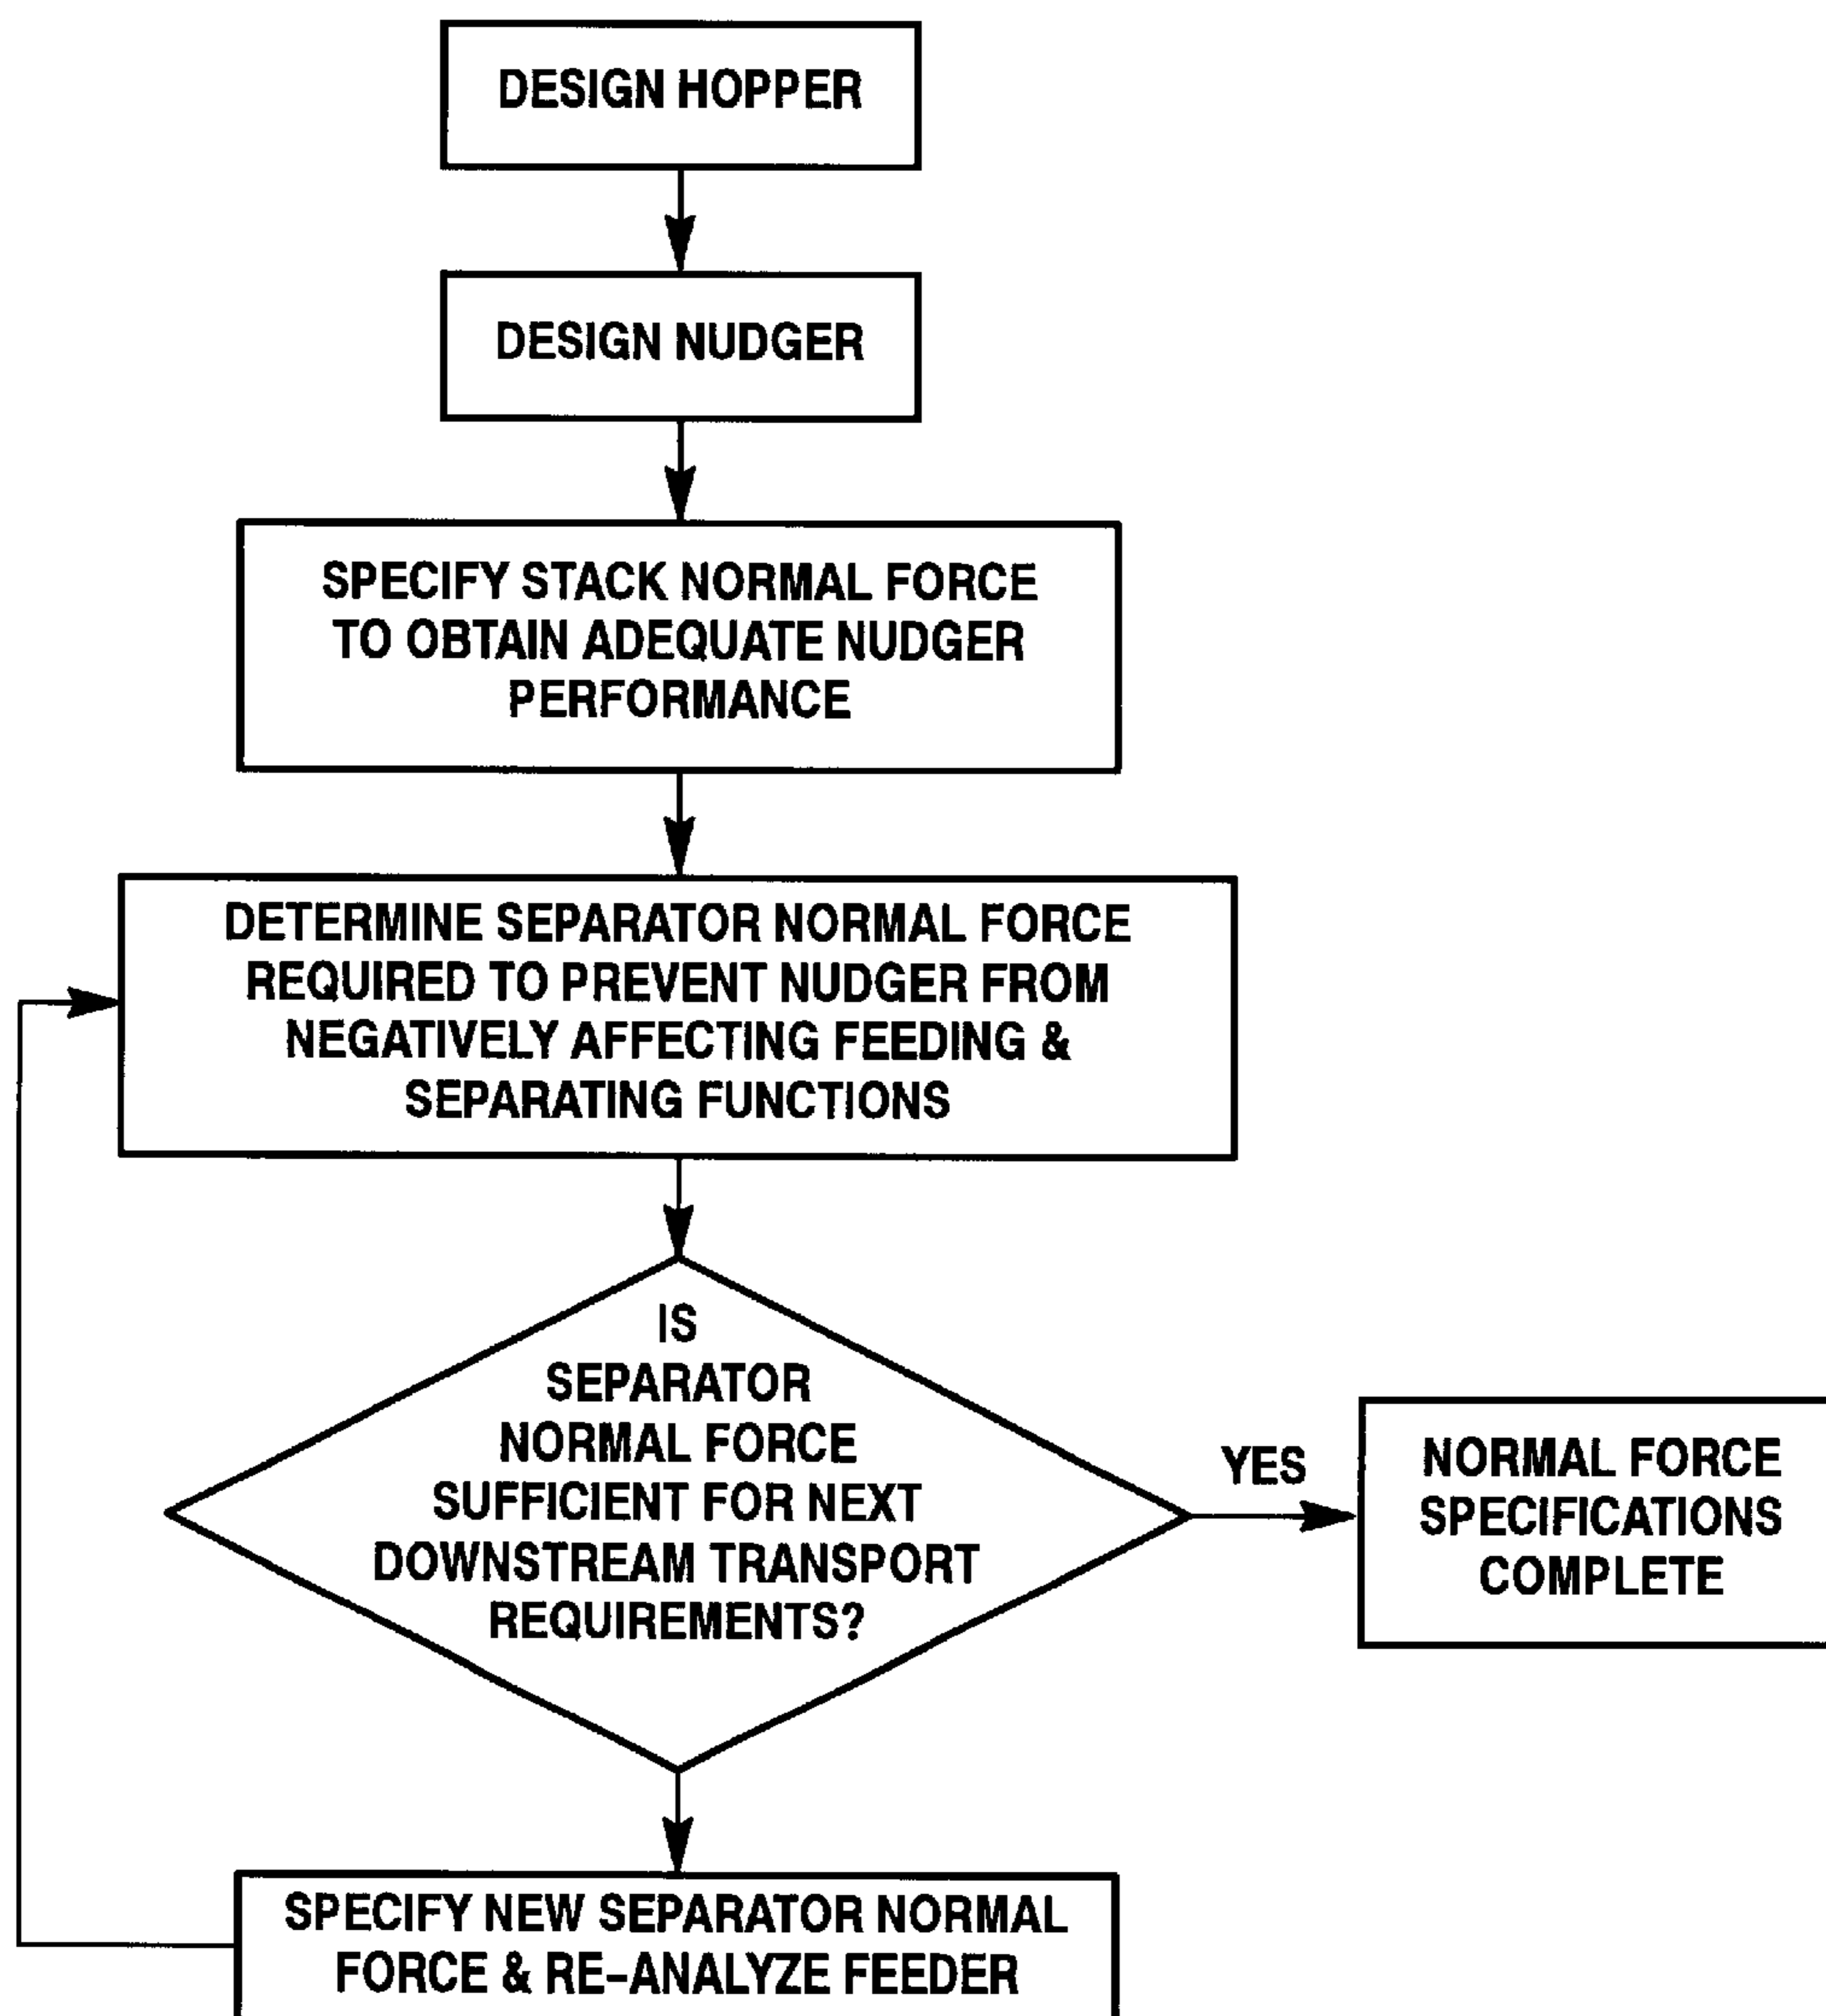 DESIGN HOPPER
DESIGN NUDGER
SPECIFY STACK NORMAL FORCE
TO OBTAIN ADEQUATE NUDGER
PERFORMANCE
DETERMINE SEPARATOR NORMAL FORCE
REQUIRED TO PREVENT NUDGER FROM
NEGATIVELY AFFECTING FEEDING &
SEPARATING FUNCTIONS
IS
SEPARATOR
NORMAL FORCE
SUFFICIENT FOR NEXT
DOWNSTREAM TRANSPORT
REQUIREMENTS?
YES
NORMAL FORCE
SPECIFICATIONS
COMPLETE
SPECIFY NEW SEPARATOR NORMAL
FORCE & RE-ANALYZE FEEDER